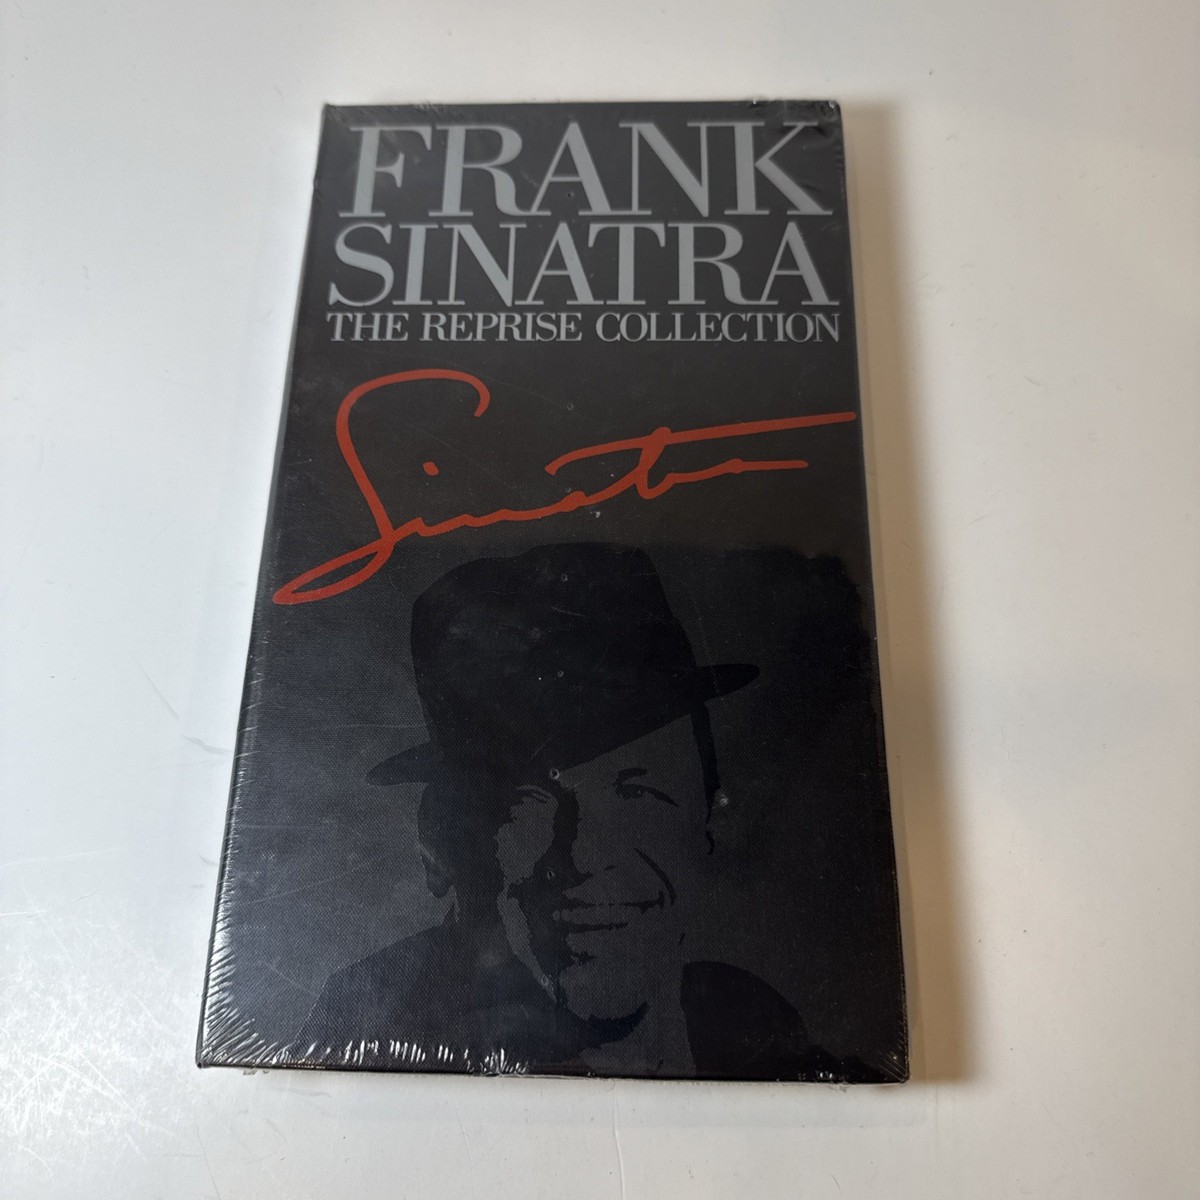 FRANK
SINATRA
THE REPRISE COLLECTION
Sinatra